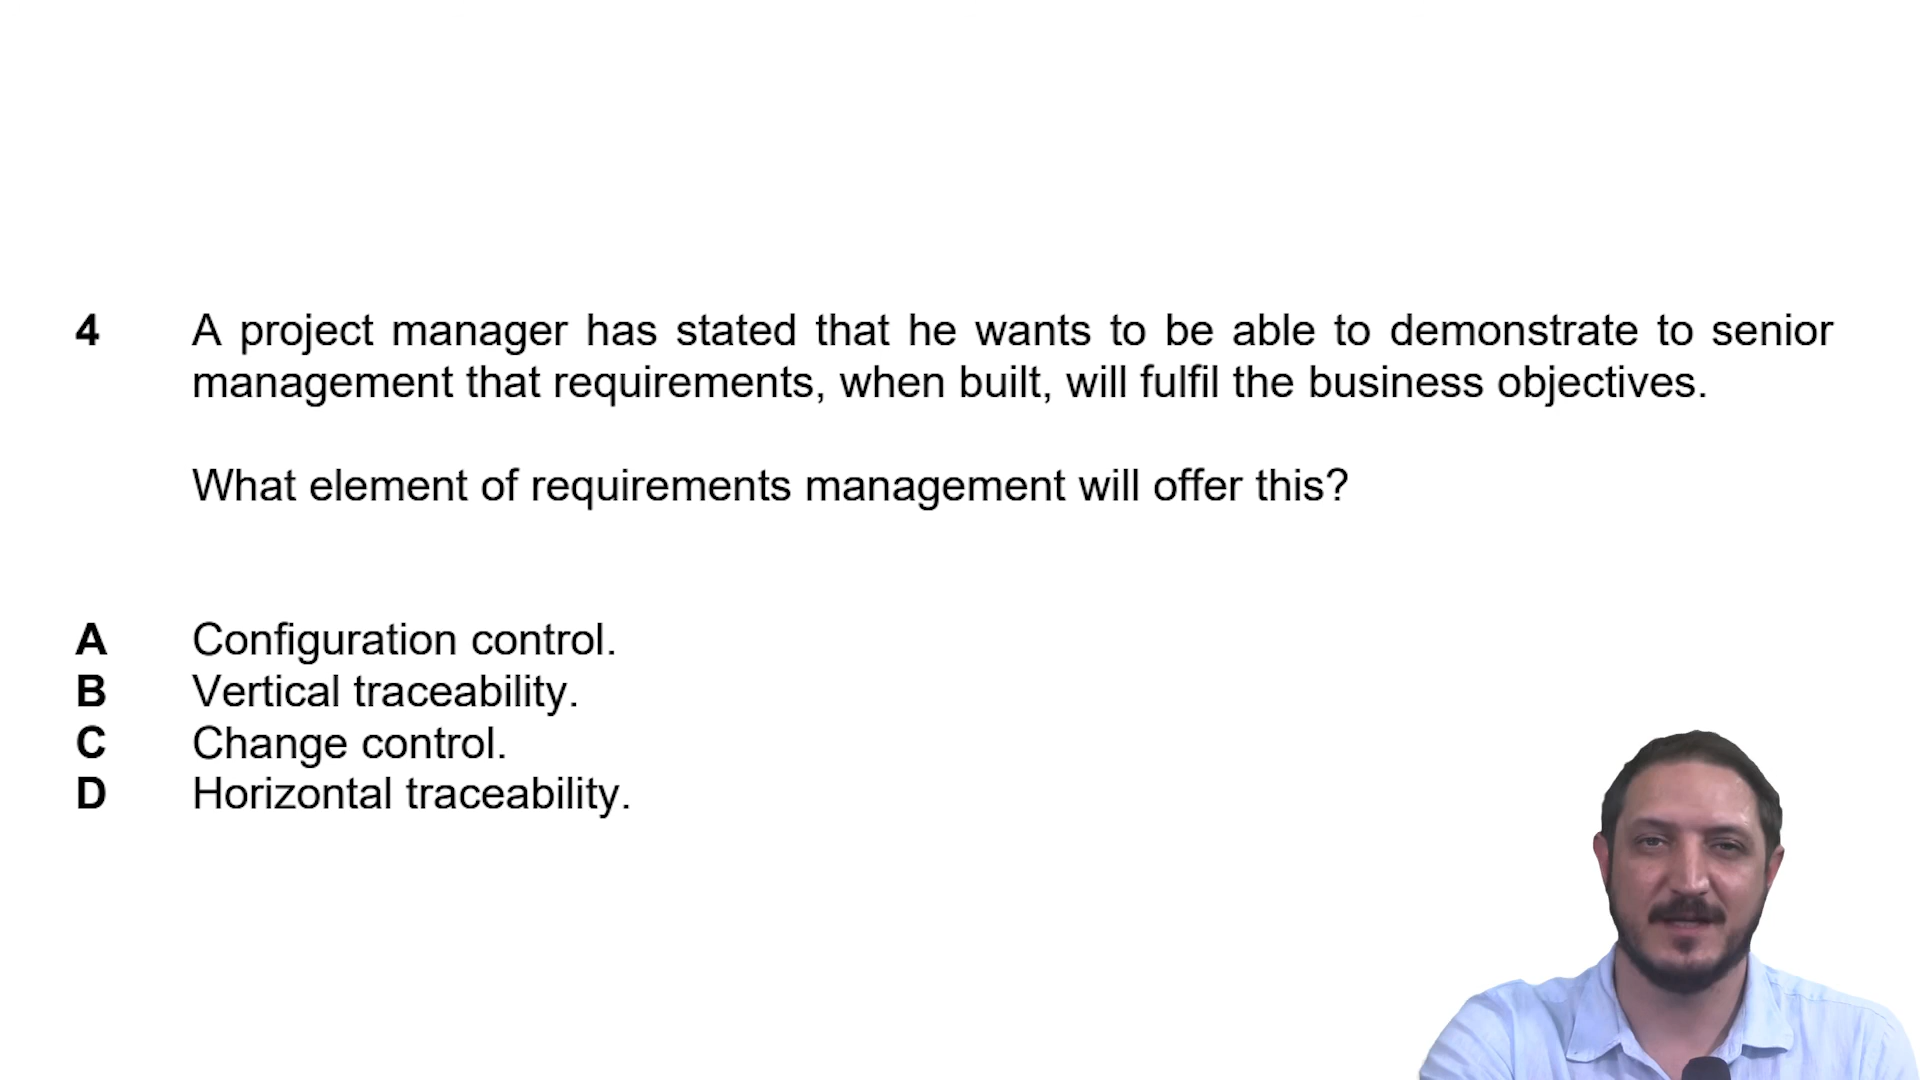 4 A project manager has stated that he wants to be able to demonstrate to senior
management that requirements, when built, will fulfil the business objectives.
What element of requirements management will offer this?
A Configuration control.
B Vertical traceability.
C Change control.
D Horizontal traceability.